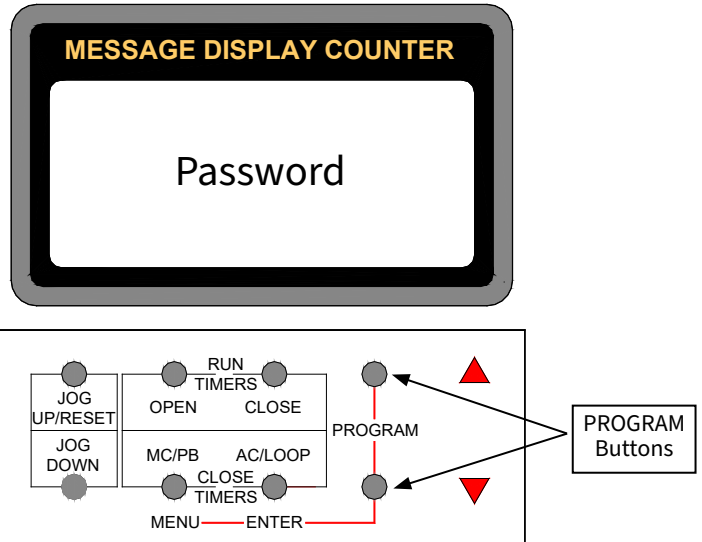 MESSAGE DISPLAY COUNTER
Password
RUN
TIMERS
JOG
UP/RESET
OPEN
CLOSE
PROGRAM
JOG
DOWN
MC/PB
AC/LOOP
CLOSE
TIMERS
MENU
ENTER
PROGRAM
Buttons